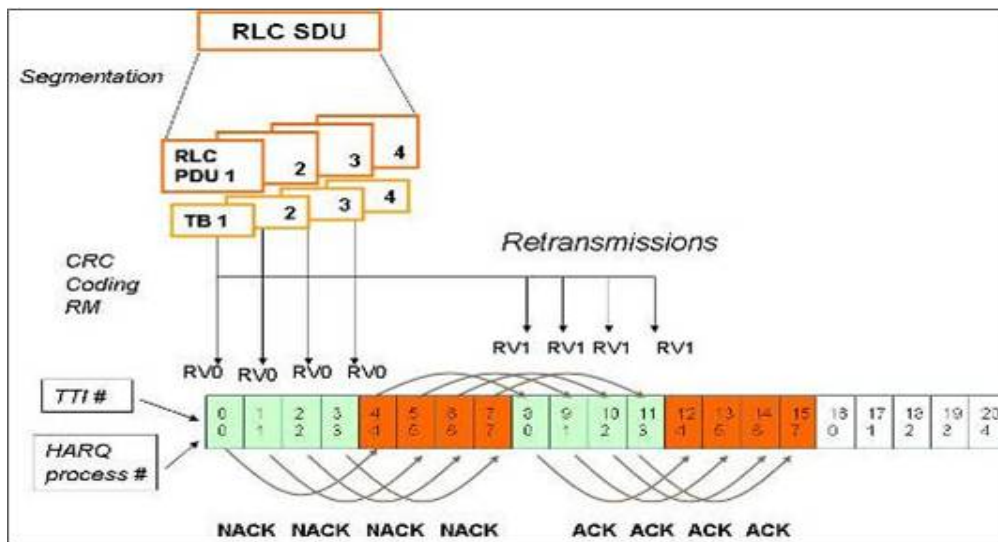 RLC SDU
Segmentation
RLC
PDU 1
2
3
4
TB 1
2
3
4
Retransmissions
CRC
Coding
RM
RV1 RV1 RV1 RV1
RV0 RV0 RV0 RV0
TTI #
0 1 2 3 4 5 6 7 8 9 10 11 12 13 14 15 16 17 18 19 20
HARQ
process #
0 1 2 3 4 5 6 7 0 1 2 3 4 5 6 7 0 1 2 3 4
NACK NACK NACK NACK ACK ACK ACK ACK